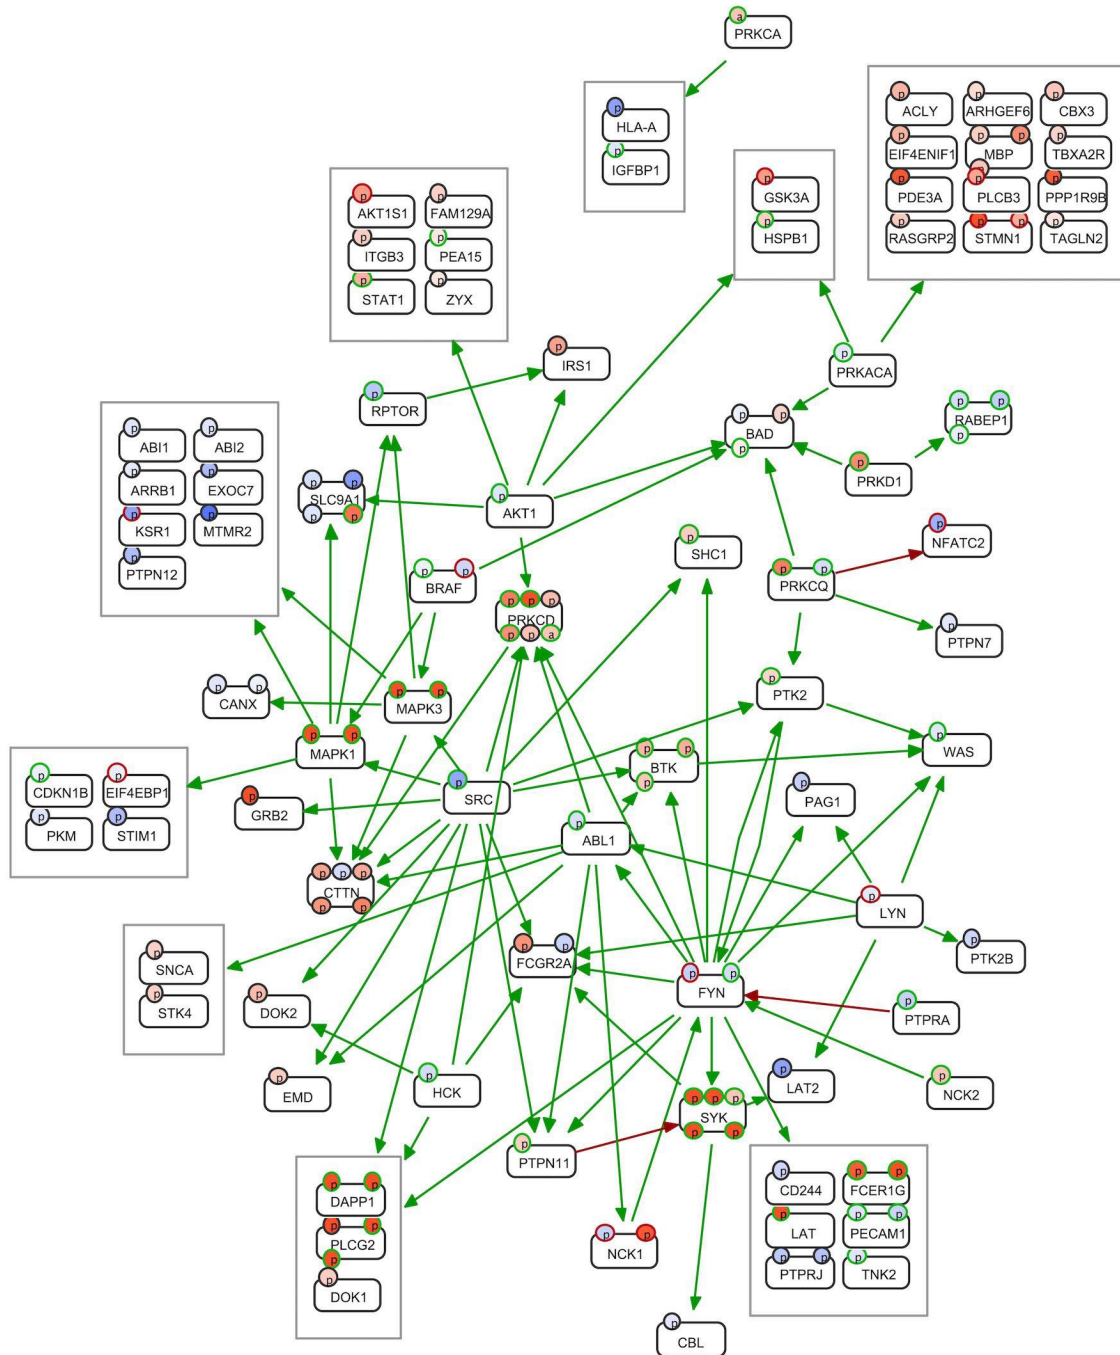 a
PRKCA
p
HLA-A
p
IGFBP1
p p p
ACLY ARHGEF6 CBX3
p p p p
EIF4ENIF1 MBP TBXA2R
p p p p
PDE3A PLCB3 PPP1R9B
p p p p
RASGRP2 STMN1 TAGLN2
p
GSK3A
p
HSPB1
p p
AKT1S1 FAM129A
p p
ITGB3 PEA15
p p
STAT1 ZYX
p
IRS1
p
PRKACA
p
RPTOR
p p
BAD
p
p p
RABEP1
p
p
PRKD1
p p
ABI1 ABI2
p p
ARRB1 EXOC7
p p
KSR1 MTMR2
p
PTPN12
p p
SLC9A1
p p
p
AKT1
p
SHC1
p
NFATC2
p p
BRAF
p p
PRKCQ
p p p
PRKCD
p p a
p
PTPN7
p p
CANX
p p
MAPK3
p
PTK2
p p
MAPK1
p
WAS
p p
BTK
p
p p
CDKN1B EIF4EBP1
p p
PKM STIM1
p
GRB2
p
SRC
p
PAG1
p
ABL1
p p p
CTTN
p p
p
LYN
p
SNCA
p
STK4
p p
FCGR2A
p
PTK2B
p
DOK2
p p
FYN
p
PTPRA
p
EMD
p
HCK
p
LAT2
p
NCK2
p p p
SYK
p p
p
PTPN11
p p
DAPP1
p p
PLCG2
p
p
DOK1
p p
NCK1
p p p
CD244 FCER1G
p p p
LAT PECAM1
p p p
PTPRJ TNK2
p
CBL